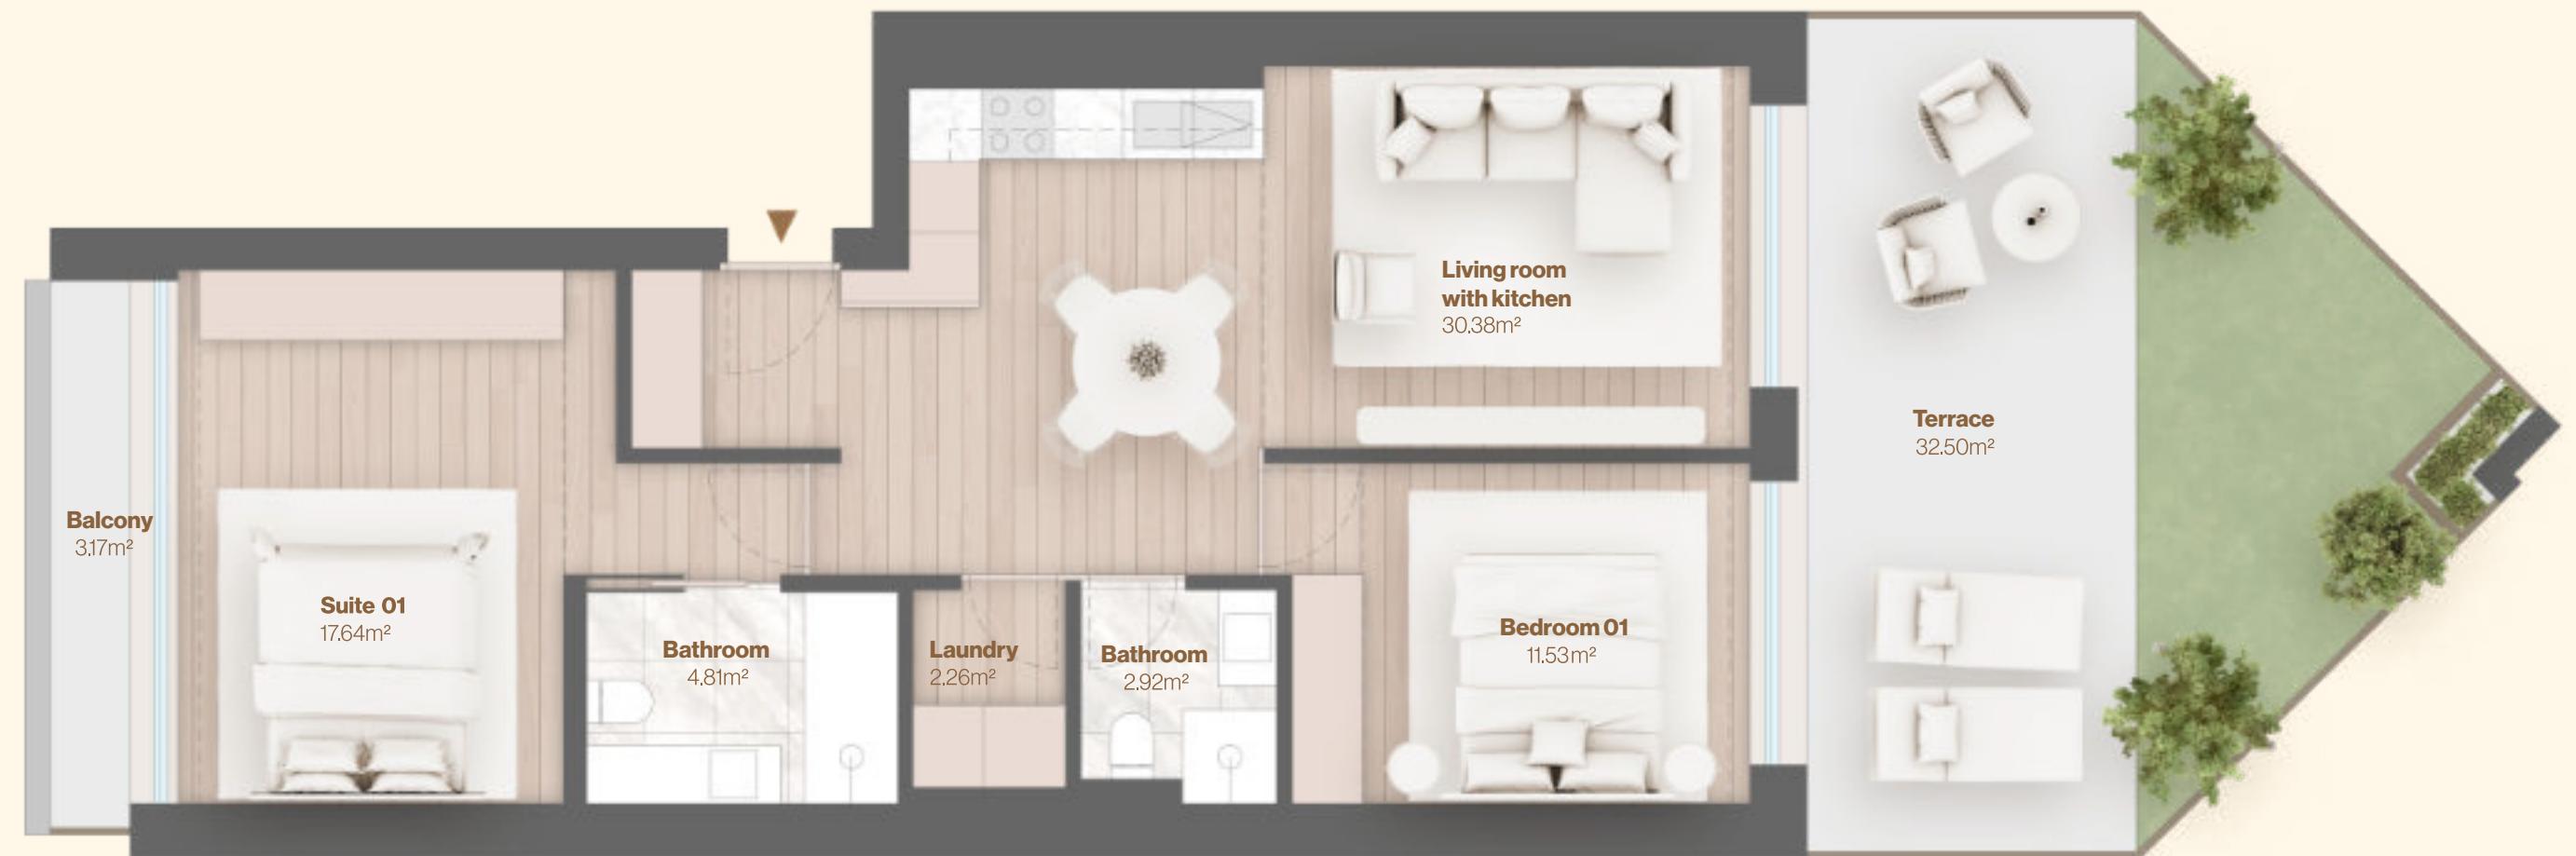 Living room
with kitchen
30.38m²
Terrace
32.50m²
Balcony
3.17m²
Suite 01
17.64m²
Bathroom
4.81m²
Laundry
2.26m²
Bathroom
2.92m²
Bedroom 01
11.53m²